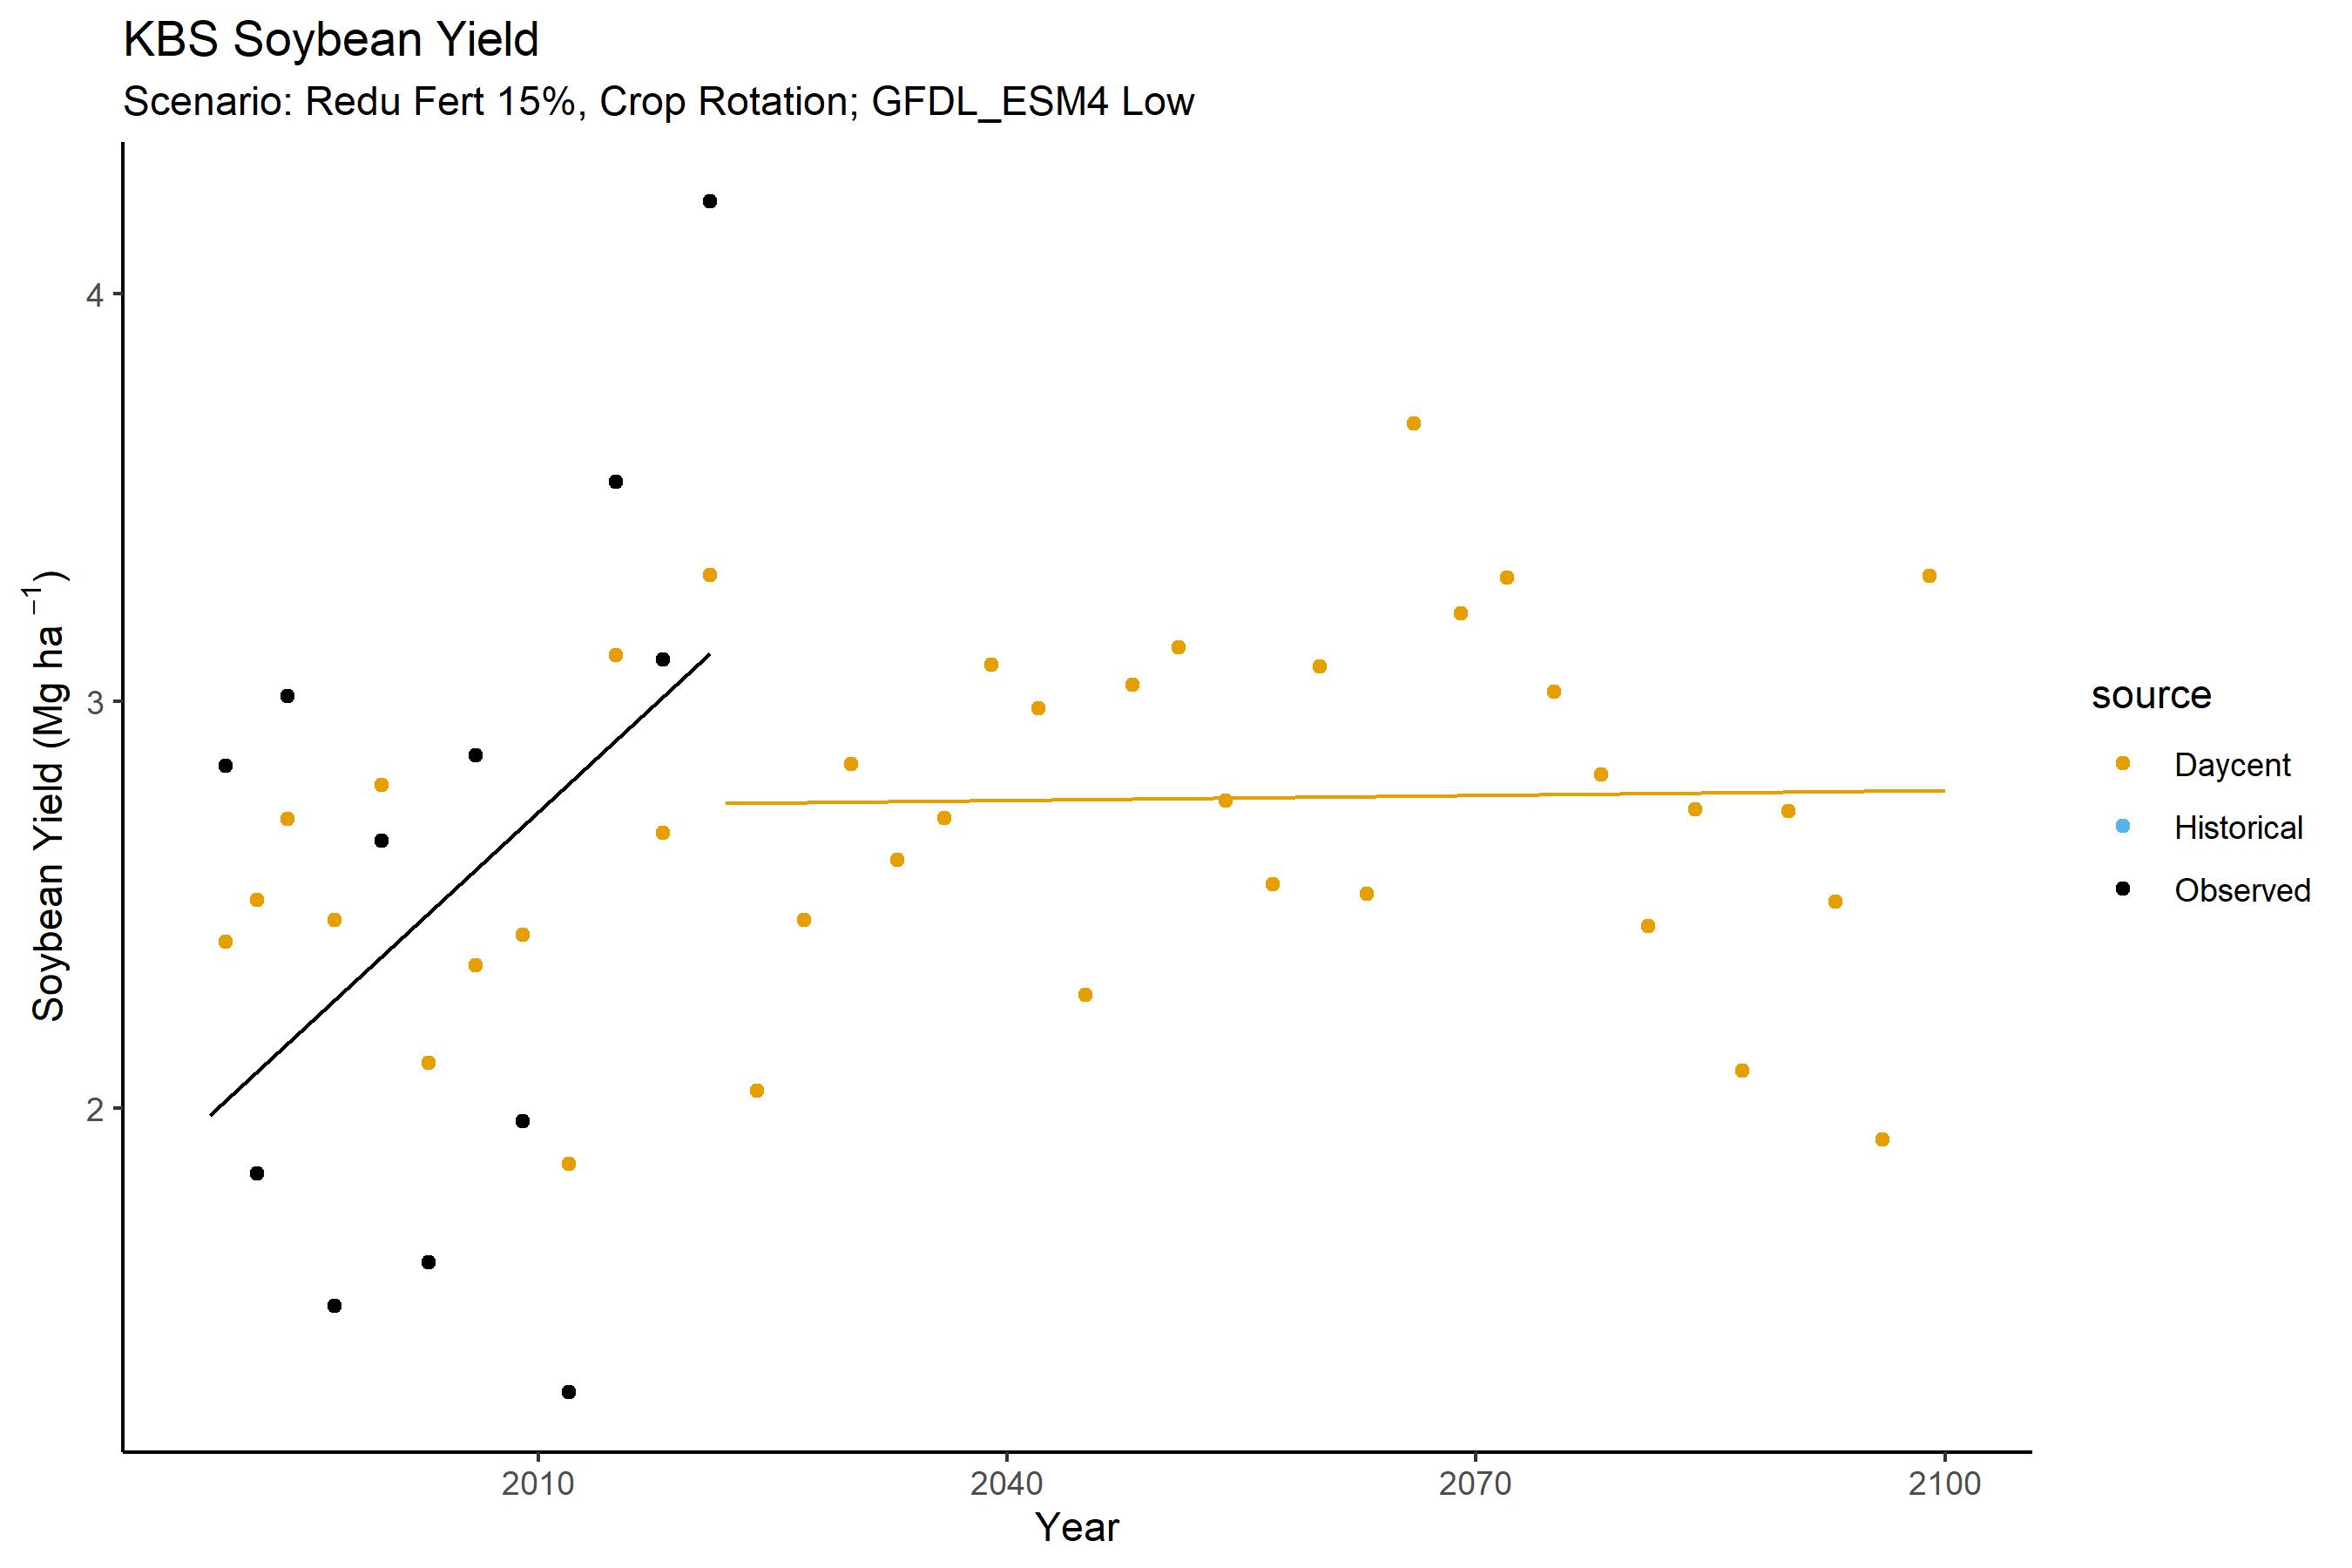 KBS Soybean Yield
Scenario: Redu Fert 15%, Crop Rotation; GFDL_ESM4 Low
Soybean Yield (Mg ha −1)
4
3
2
2010
2040
2070
2100
Year
source
Daycent
Historical
Observed